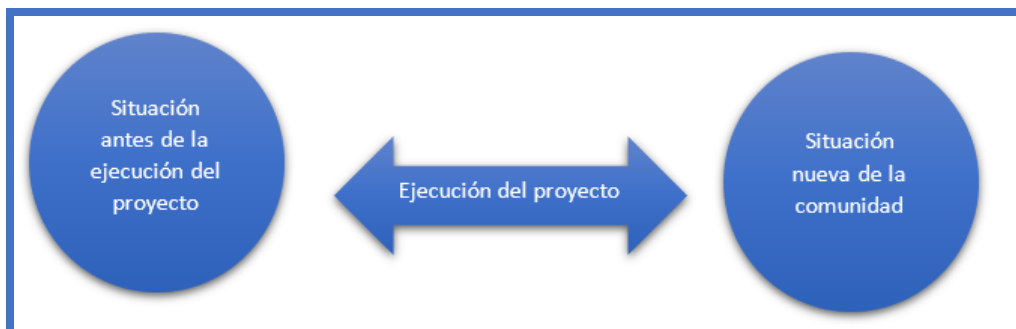 Situación
antes de la
ejecución del
proyecto
Ejecución del proyecto
Situación
nueva de la
comunidad